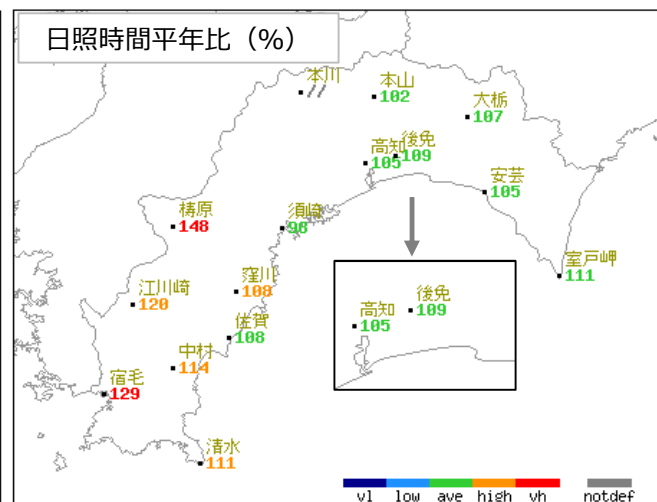 日照時間平年比（%）
本川
//
本山
102
大栃
107
高知
105
後免
109
安芸
105
梼原
148
須崎
98
室戸岬
111
江川崎
120
窪川
108
佐賀
108
中村
114
宿毛
129
清水
111
高知
105
後免
109
vl low ave high vh notdef